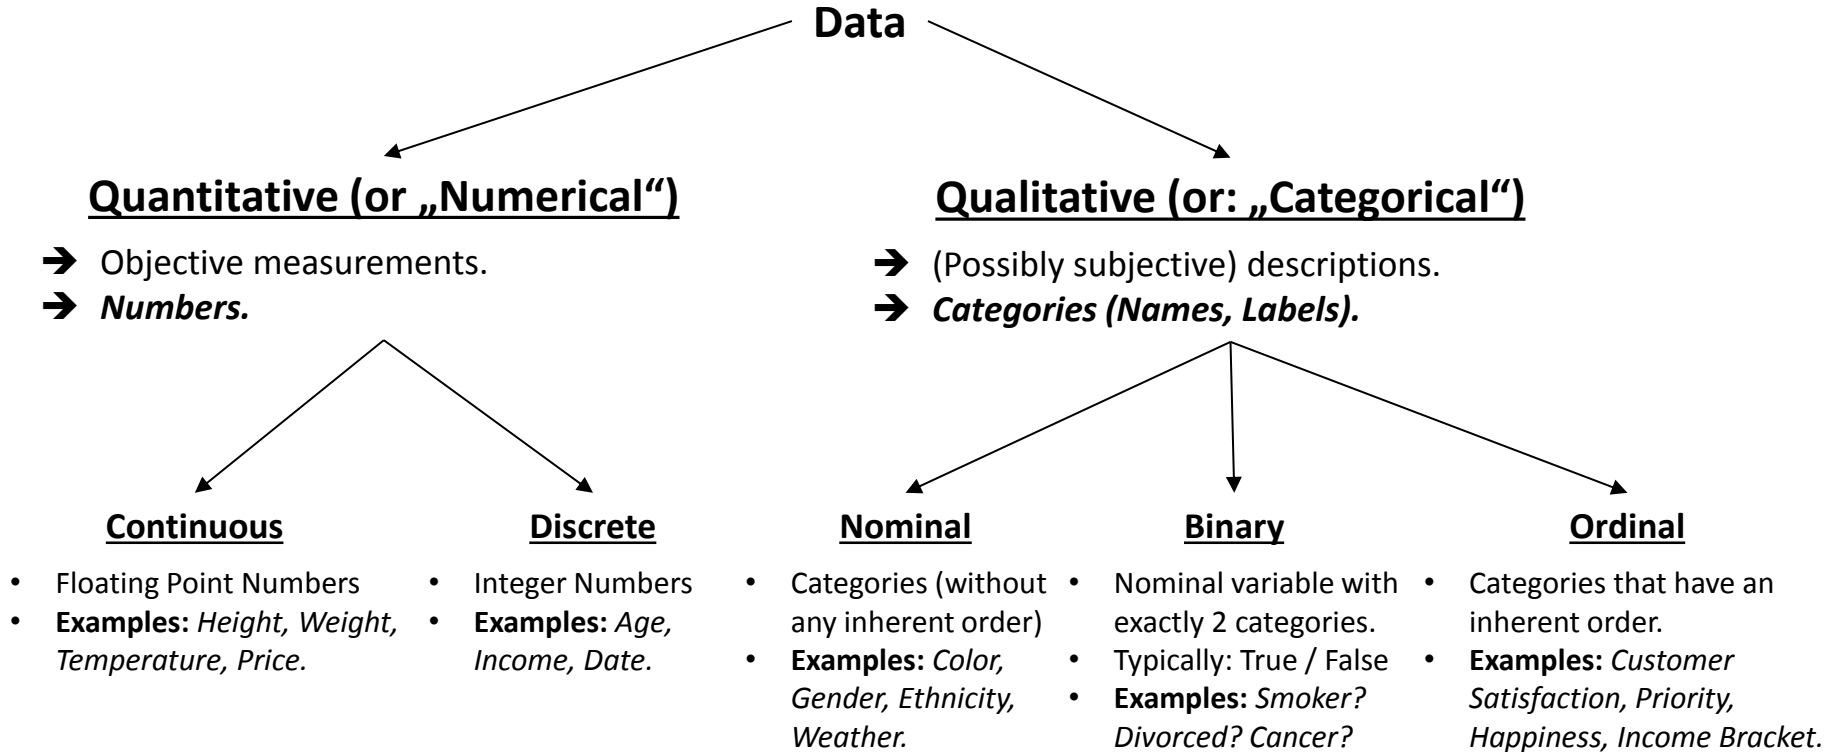 Data
Quantitative (or „Numerical“)
➔ Objective measurements.
➔ Numbers.
Qualitative (or: „Categorical“)
➔ (Possibly subjective) descriptions.
➔ Categories (Names, Labels).
Continuous
• Floating Point Numbers
• Examples: Height, Weight,
Temperature, Price.
Discrete
• Integer Numbers
• Examples: Age,
Income, Date.
Nominal
• Categories (without
any inherent order)
• Examples: Color,
Gender, Ethnicity,
Weather.
Binary
• Nominal variable with
exactly 2 categories.
• Typically: True / False
• Examples: Smoker?
Divorced? Cancer?
Ordinal
• Categories that have an
inherent order.
• Examples: Customer
Satisfaction, Priority,
Happiness, Income Bracket.